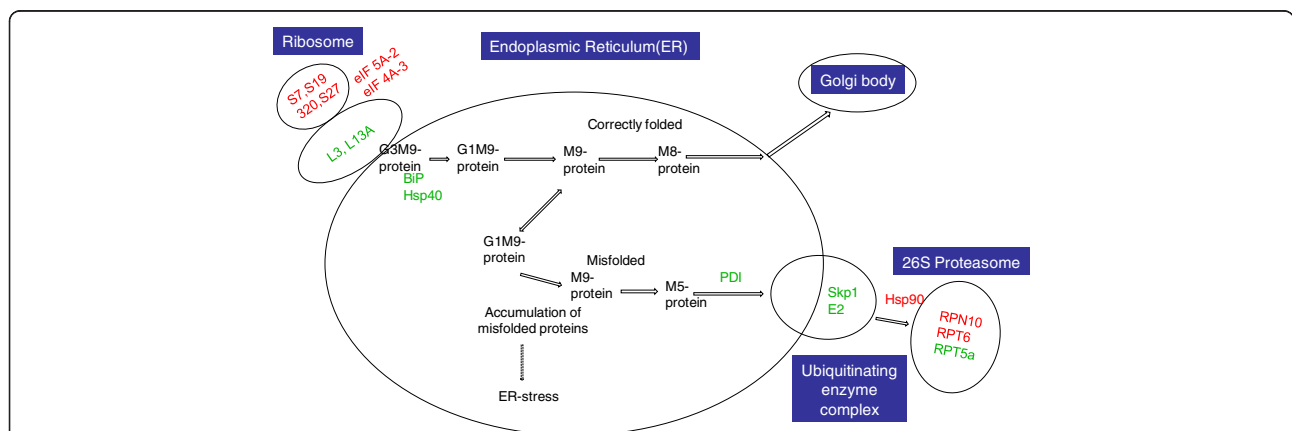 Ribosome
Endoplasmic Reticulum(ER)
eIF 5A-2
eIF 4A-3
S7,S19
320,S27
L3, L13A
Golgi body
Correctly folded
G3M9-
protein
G1M9-
protein
M9-
protein
M8-
protein
BiP
Hsp40
G1M9-
protein
Misfolded
M9-
protein
M5-
protein
PDI
Accumulation of
misfolded proteins
ER-stress
Skp1
E2
Hsp90
26S Proteasome
RPN10
RPT6
RPT5a
Ubiquitinating
enzyme
complex